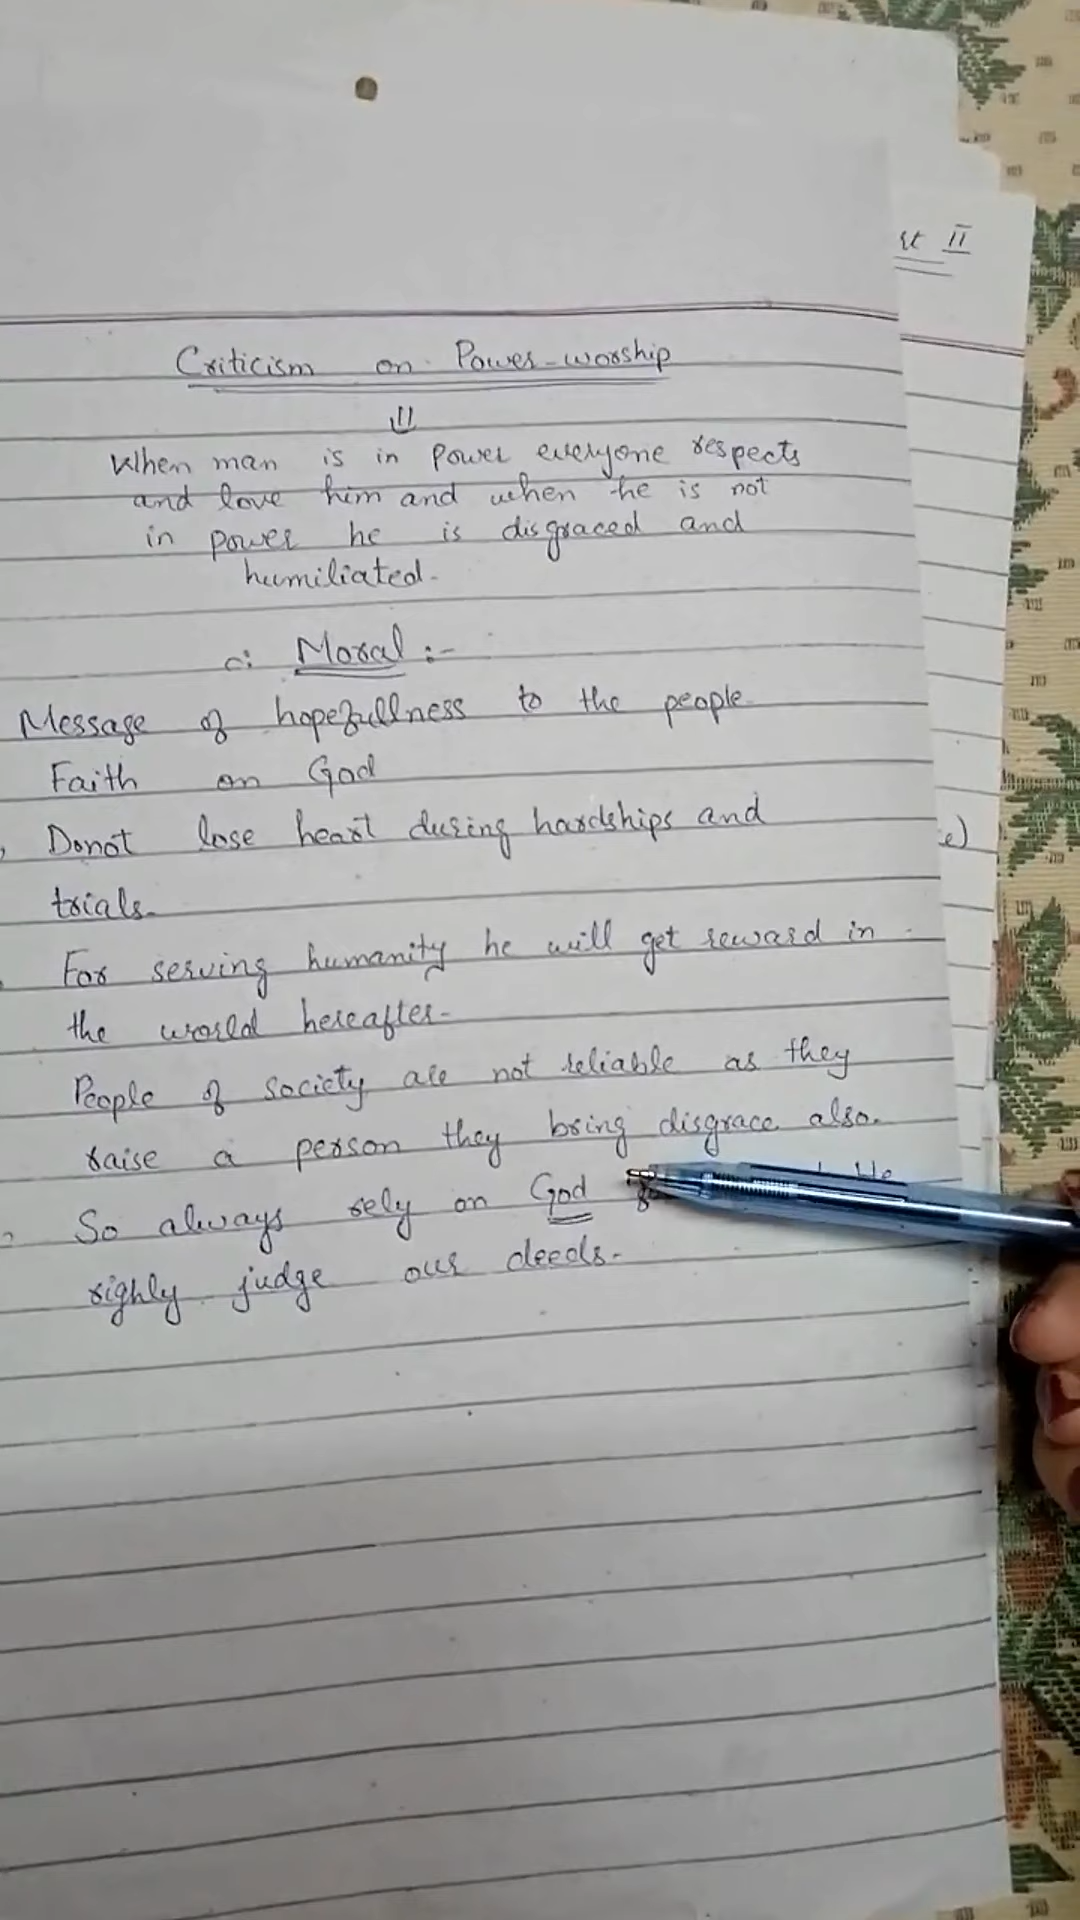 rt II
Criticism on Power-worship
When man is in power everyone respects
and love him and when he is not
in power he is disgraced and
humiliated.
c: Moral :-
Message of hopefullness to the people
Faith on God
Donot lose heart during hardships and
e)
trials.
For serving humanity he will get reward in
the world hereafter.
People of society are not reliable as they
raise a person they bring disgrace also.
So always rely on God He
righly judge our deeds.